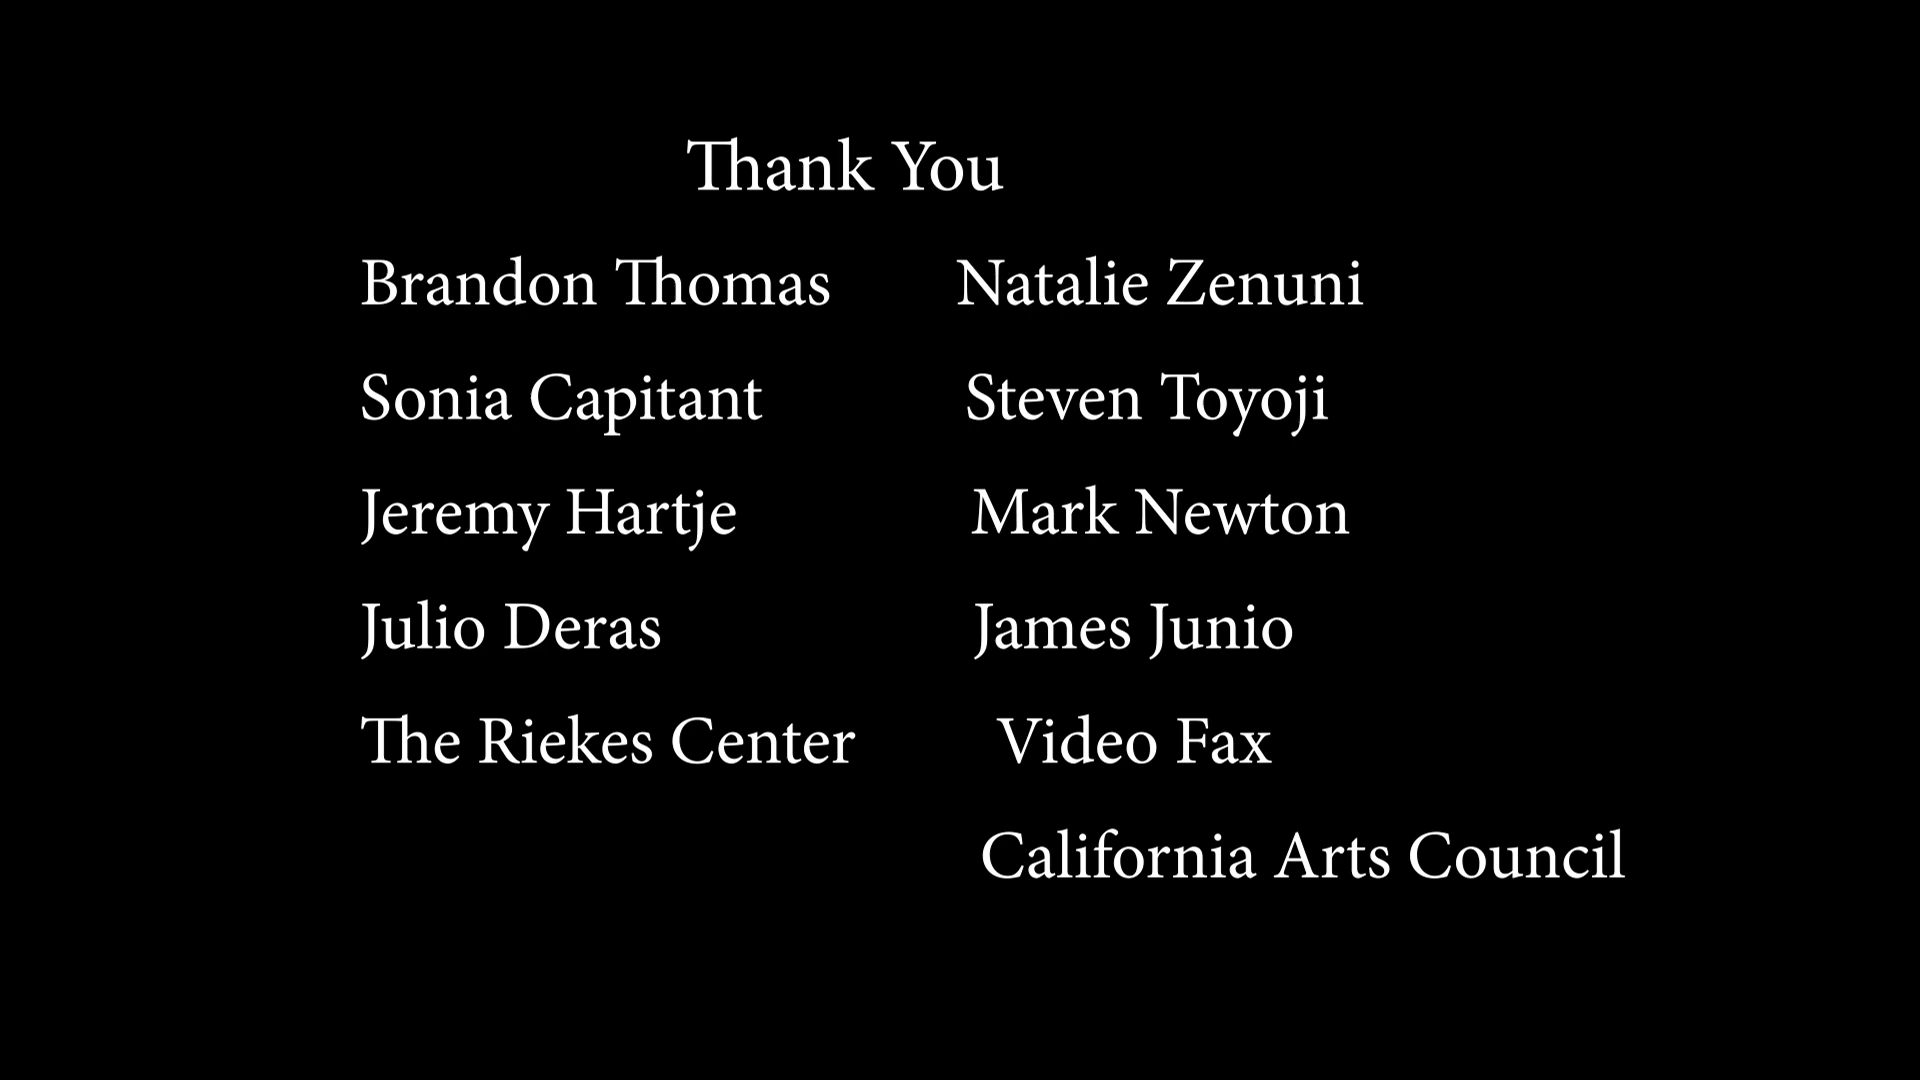 Thank You
Brandon Thomas Natalie Zenuni
Sonia Capitant Steven Toyoji
Jeremy Hartje Mark Newton
Julio Deras James Junio
The Riekes Center Video Fax
California Arts Council